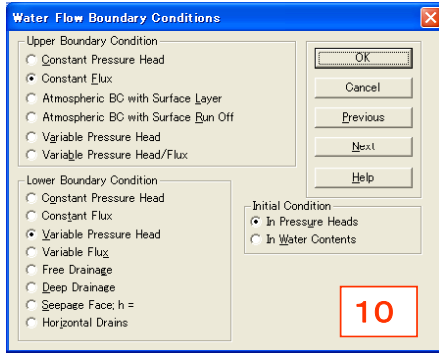 Water Flow Boundary Conditions
Upper Boundary Condition
Constant Pressure Head
Constant Flux
Atmospheric BC with Surface Layer
Atmospheric BC with Surface Run Off
Variable Pressure Head
Variable Pressure Head/Flux
OK
Cancel
Previous
Next
Help
Lower Boundary Condition
Constant Pressure Head
Constant Flux
Variable Pressure Head
Variable Flux
Free Drainage
Deep Drainage
Seepage Face; h =
Horizontal Drains
Initial Condition
In Pressure Heads
In Water Contents
10